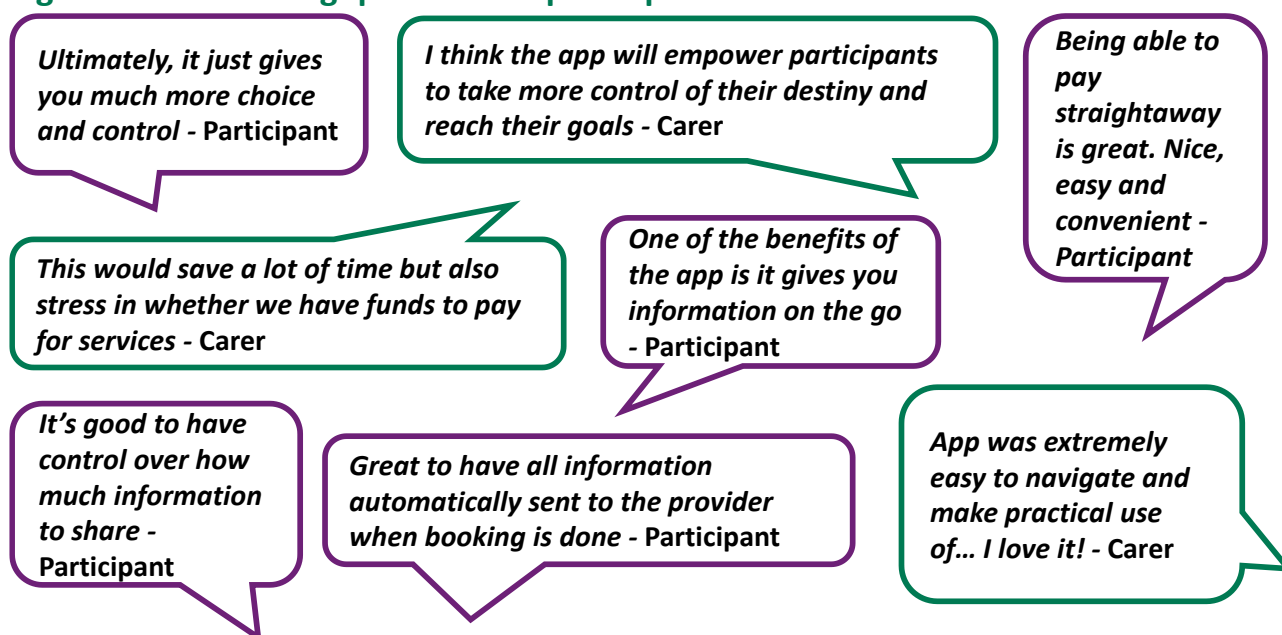 Ultimately, it just gives
you much more choice
and control - Participant
I think the app will empower participants
to take more control of their destiny and
reach their goals - Carer
Being able to
pay
straightaway
is great. Nice,
easy and
convenient -
Participant
This would save a lot of time but also
stress in whether we have funds to pay
for services - Carer
One of the benefits of
the app is it gives you
information on the go
- Participant
It’s good to have
control over how
much information
to share -
Participant
Great to have all information
automatically sent to the provider
when booking is done - Participant
App was extremely
easy to navigate and
make practical use
of… I love it! - Carer